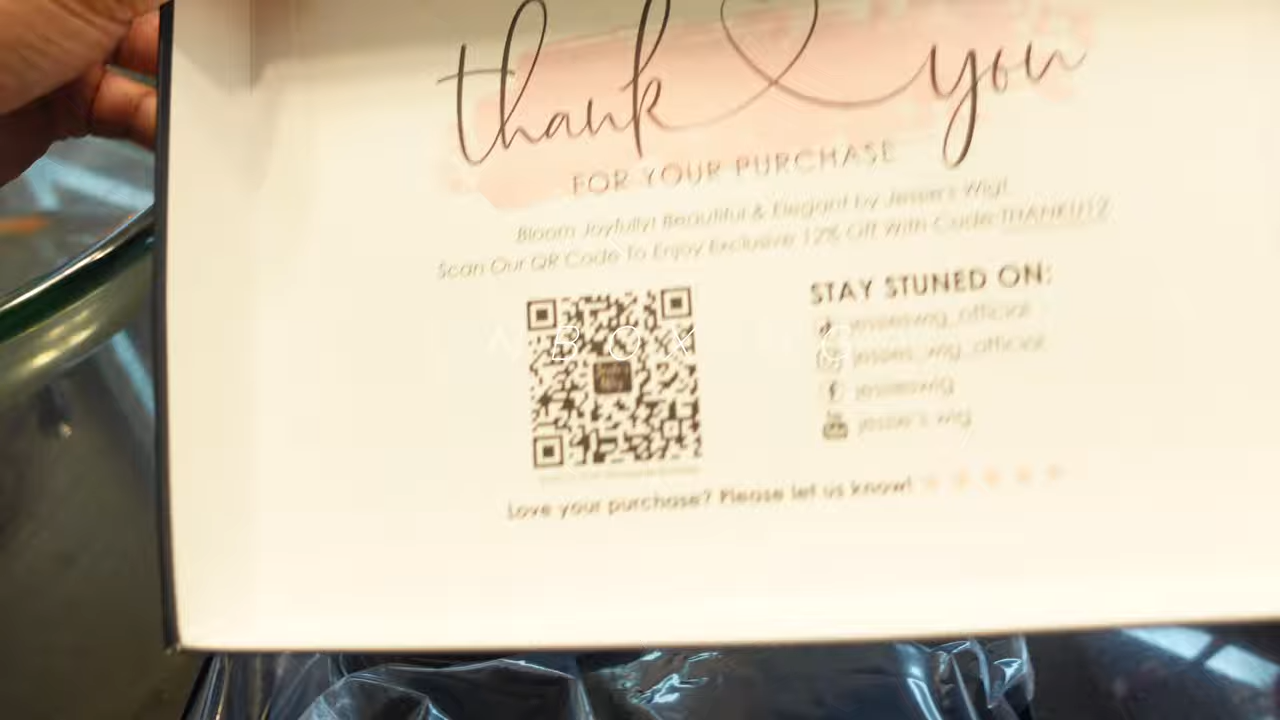 thank you
FOR YOUR PURCHASE
Bloom Joyfully! Beautiful & Elegant by Jesse's Wig!
Scan Our QR Code To Enjoy Exclusive 12% Off With Code:THANKU12
STAY STUNED ON:
jesseswig_official
jesses_wig_official
jesseswig
jesse's wig
Love your purchase? Please let us know!
BOX